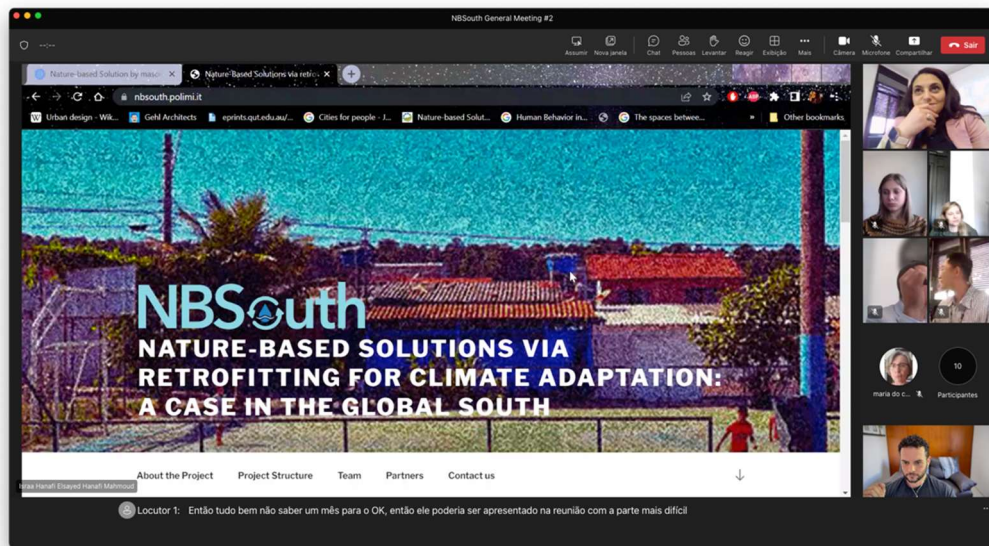 NBSouth General Meeting #2
--:--
Assumir Nova janela Chat Pessoas Levantar Reagir Exibição Mais Câmera Microfone Compartilhar Sair
Nature-based Solution by Nature-Based Solutions via
nbsouth.polimi.it
ABP
Urban design - Wik... Gehl Architects eprints.qut.edu.au/... Cities for people - J... Nature-based Solut... Human Behavior in... The spaces betwee... » Other bookmarks
NBSouth
NATURE-BASED SOLUTIONS VIA
RETROFITTING FOR CLIMATE ADAPTATION:
A CASE IN THE GLOBAL SOUTH
10
maria do c... Participantes
About the Project Project Structure Team Partners Contact us
Israa Hanafi Elsayed Hanafi Mahmoud
Locutor 1: Então tudo bem não saber um mês para o OK, então ele poderia ser apresentado na reunião com a parte mais difícil